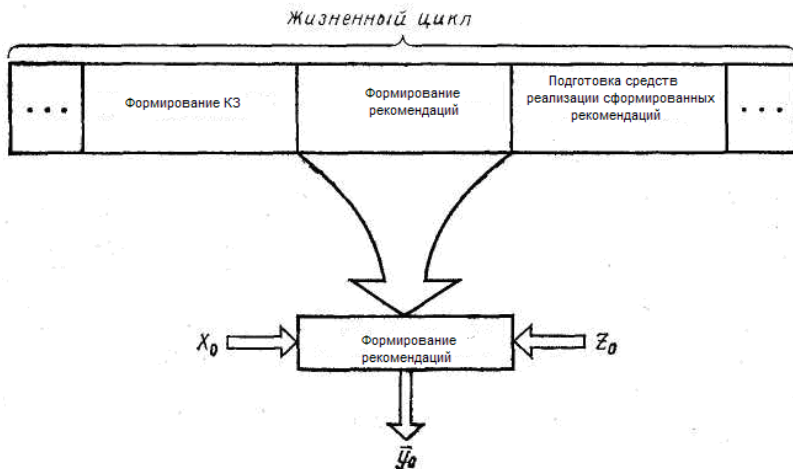 Жизненный цикл
...
Формирование КЗ
Формирование
рекомендаций
Подготовка средств
реализации сформированных
рекомендаций
...
X₀
Формирование
рекомендаций
Z₀
ȳ₀